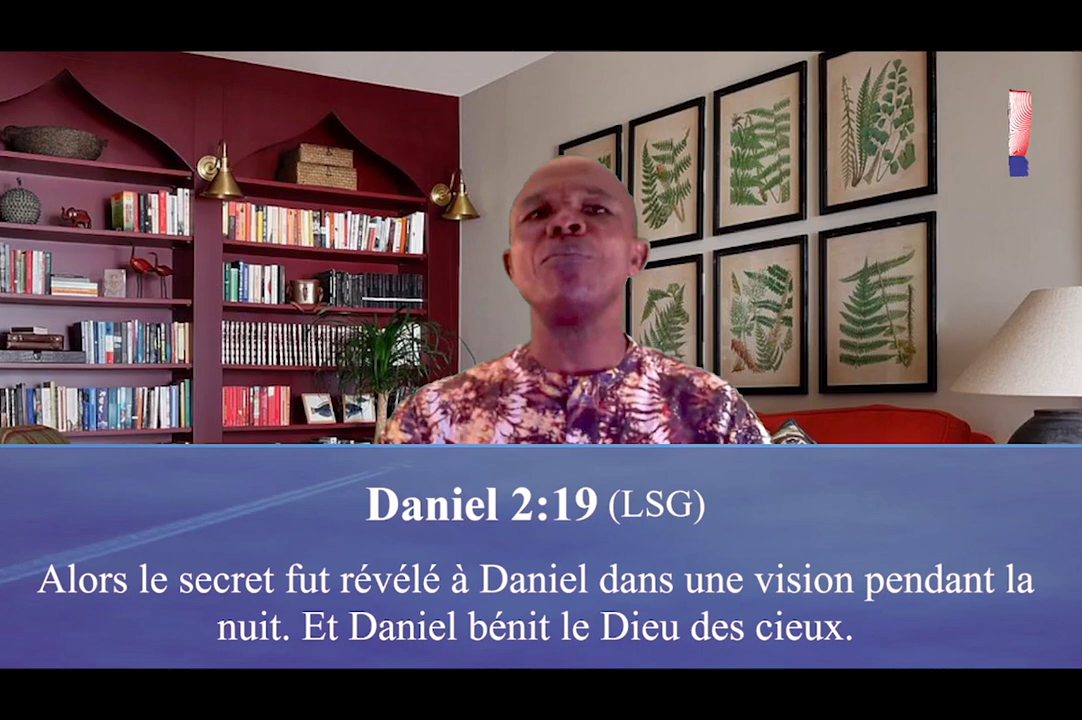 Daniel 2:19 (LSG)
Alors le secret fut révélé à Daniel dans une vision pendant la
nuit. Et Daniel bénit le Dieu des cieux.